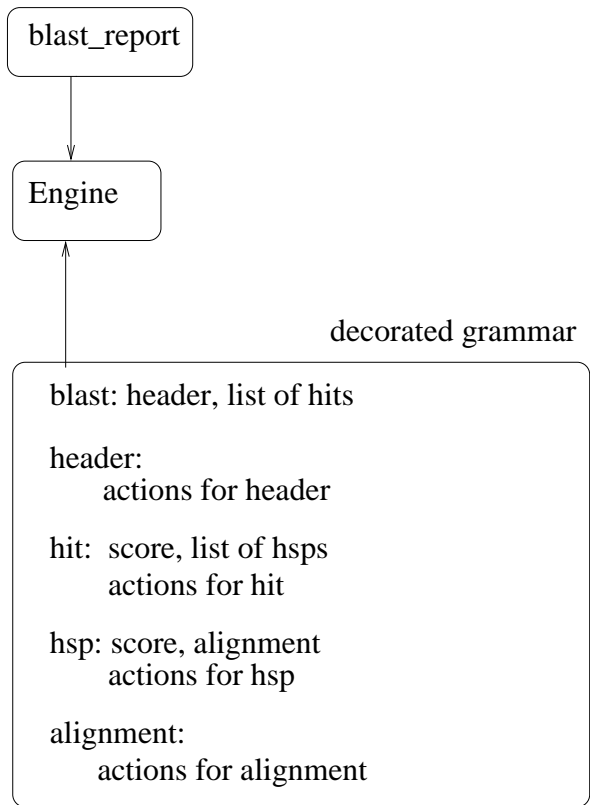 blast_report
Engine
decorated grammar
blast: header, list of hits
header:
actions for header
hit: score, list of hsps
actions for hit
hsp: score, alignment
actions for hsp
alignment:
actions for alignment